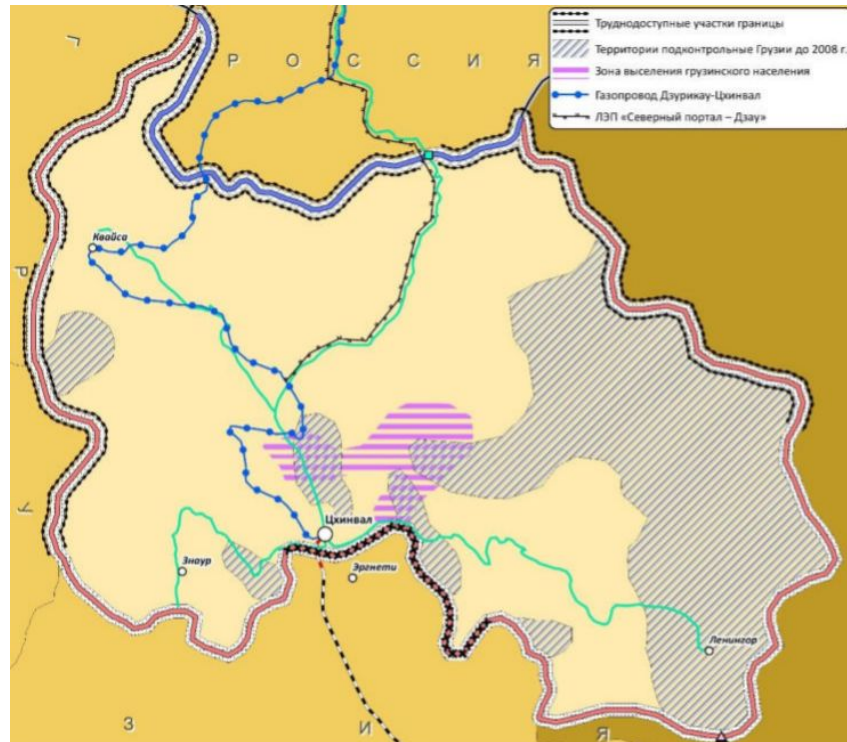 Труднодоступные участки границы
Территории подконтрольные Грузии до 2008 г.
Зона выселения грузинского населения
Газопровод Дзурикау-Цхинвал
ЛЭП «Северный портал – Дзау»
Р О С С И Я
Г
Р
У
З
И
Я
Квайса
Цхинвал
Знаур
Эргнети
Ленингор